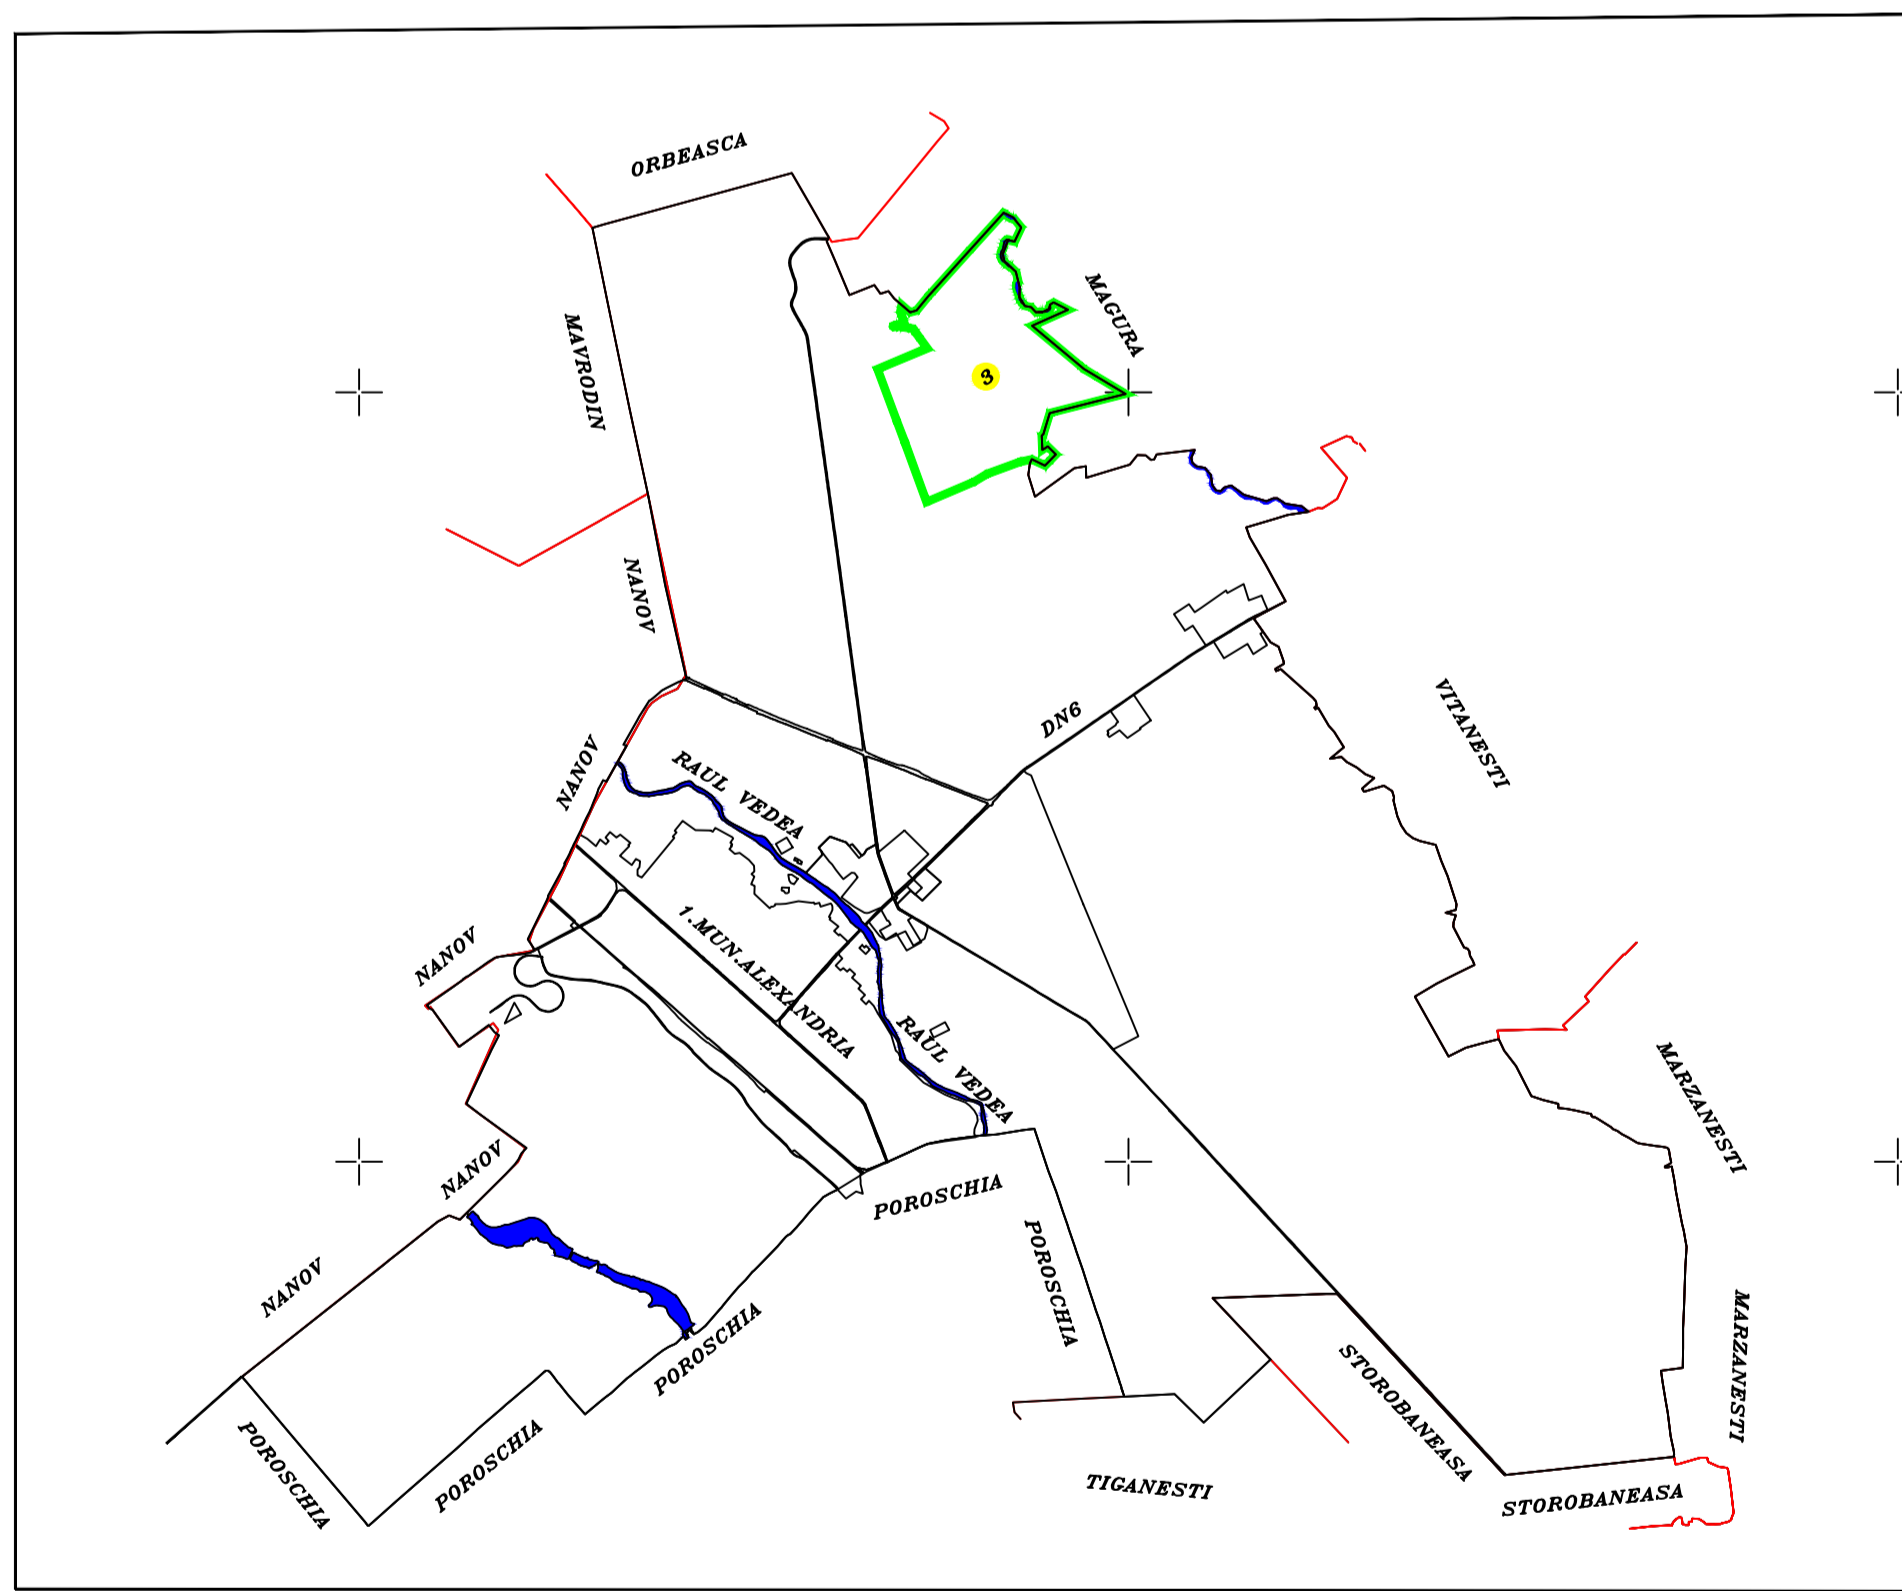 ORBEASCA
MAGURA
MAVRODIN
3
NANOV
VITANESTI
DN6
NANOV
RAUL VEDEA
1.MUN.ALEXANDRIA
NANOV
RAUL VEDEA
MARZANESTI
NANOV
POROSCHIA
POROSCHIA
NANOV
MARZANESTI
POROSCHIA
STOROBANEASA
POROSCHIA
POROSCHIA
TIGANESTI
STOROBANEASA